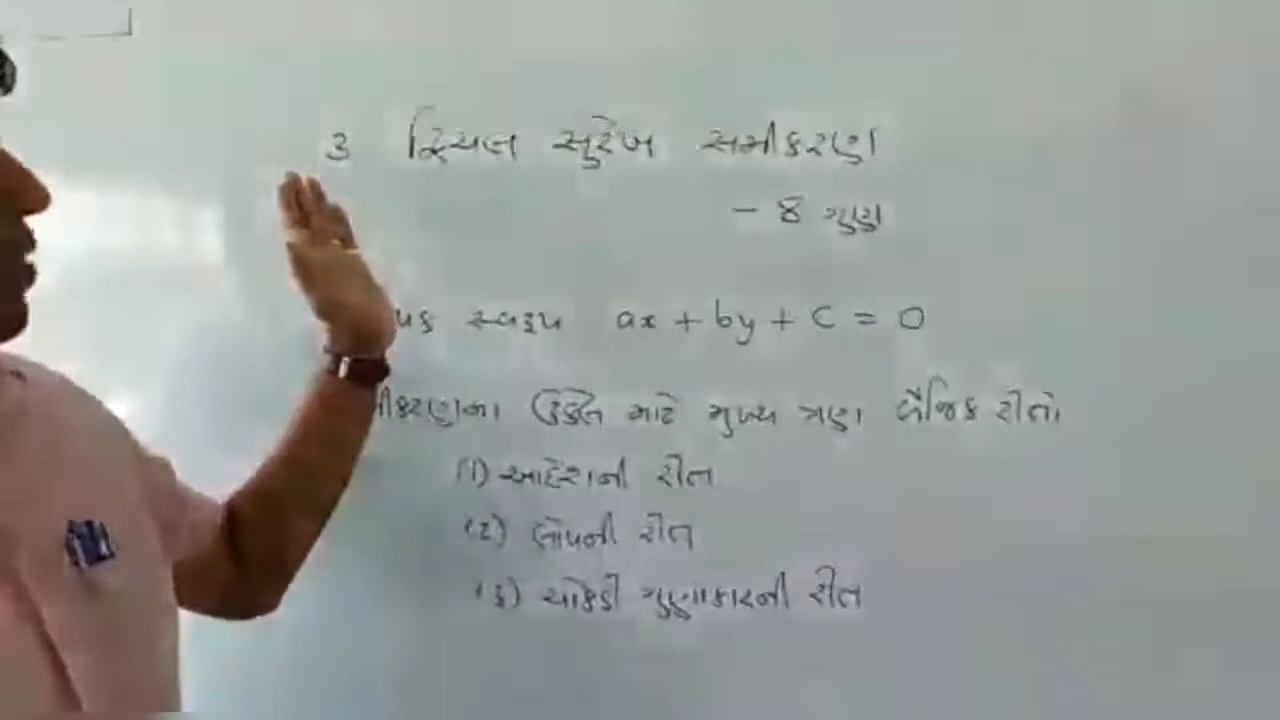 3 દ્વિચલ સુરેખ સમીકરણ
- 8 ગુણ
પક સ્વરૂપ ax + by + c = 0
મીકરણના ઉકેલ માટે મુખ્ય ત્રણ બૈજિક રીતો
(1) આદેશની રીત
(2) લોપની રીત
(3) ચોકડી ગુણાકારની રીત